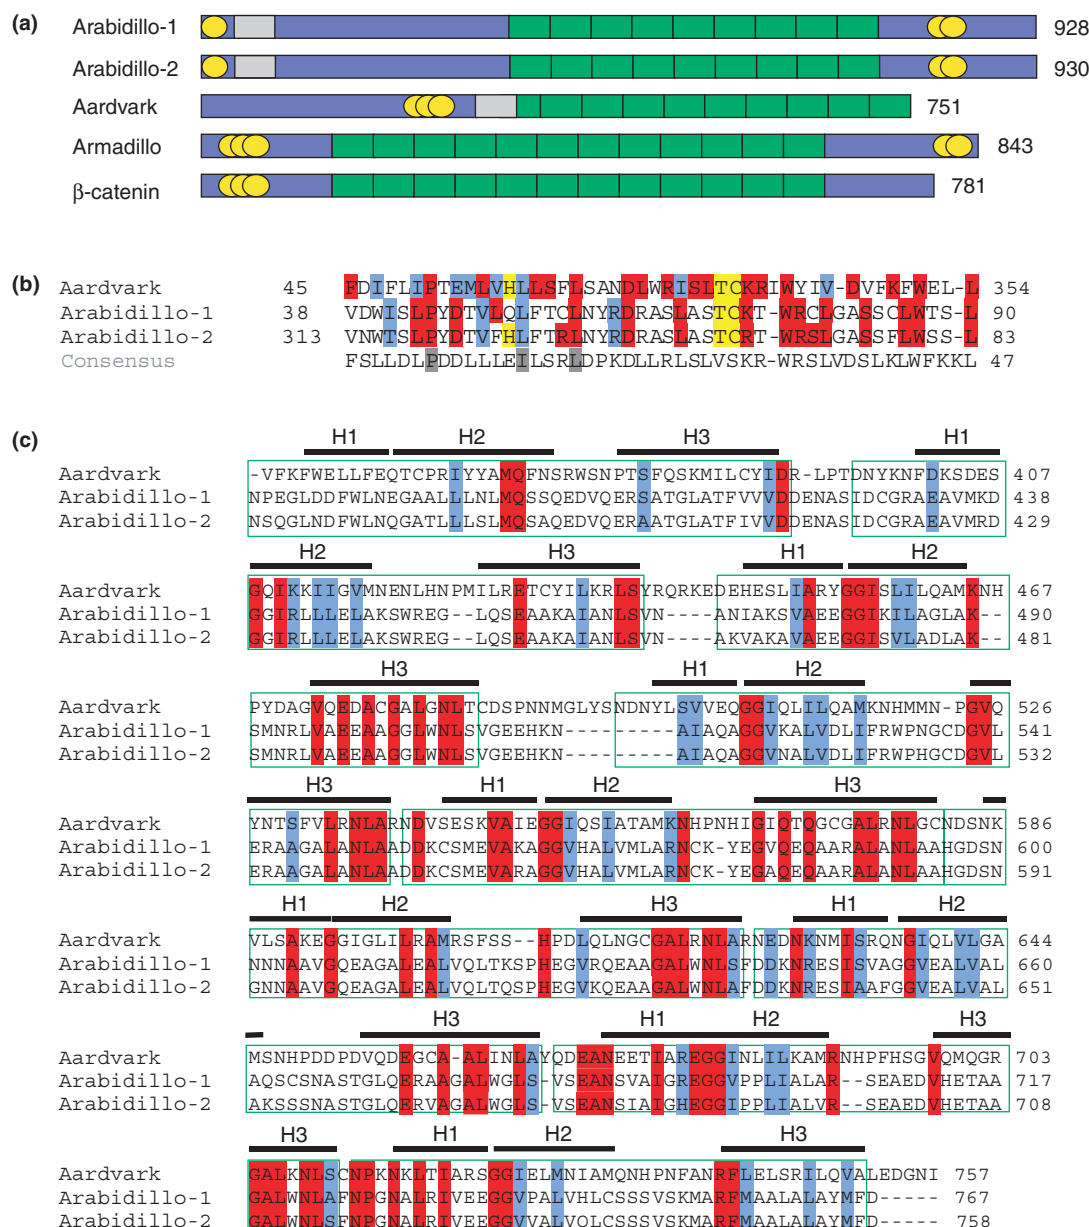 (a)
Arabidillo-1 928
Arabidillo-2 930
Aardvark 751
Armadillo 843
β-catenin 781
(b)
Aardvark 45 FDIFLIPTEMLVHLLSFLSANDLWRISLTCKRIWYIV-DVFKFWEL-L 354
Arabidillo-1 38 VDWISLPYDTVLQLFTCLNYRDRASLASTCKT-WRCLGASSCLWTS-L 90
Arabidillo-2 313 VNWTSLPYDTVFHLFTRLNYRDRASLASTCRT-WRSLGASSFLWSS-L 83
Consensus FSLLDLPDDLLLEILSRLDPKDLLRLSLVSKR-WRSLVDSLKLWFKKL 47
(c)
H1 H2 H3 H1
Aardvark -VFKFWELLFEQTCPRIYYAMQFNSRWSNPTSFQSKMILCYIDR-LPTDNYKNFDKSDES 407
Arabidillo-1 NPEGLDDFWLNEGAALLLNLMQSSQEDVQERSATGLATFVVVDDENASIDCGRAEAVMKD 438
Arabidillo-2 NSQGLNDFWLNQGATLLLSLMQSAQEDVQERAATGLATFIVVDDENASIDCGRAEAVMRD 429
H2 H3 H1 H2
Aardvark GQIKKIIGVMNENLHNPMILRETCYILKRLSYRQRKEDEHESLIARYGGISLILQAMKNH 467
Arabidillo-1 GGIRLLLELAKSWREG--LQSEAAKAIANLSVN----ANIAKSVAEEGGIKILAGLAK-- 490
Arabidillo-2 GGIRLLLELAKSWREG--LQSEAAKAIANLSVN----AKVAKAVAEEGGISVLADLAK-- 481
H3 H1 H2
Aardvark PYDAGVQEDACGALGNLTCDSPNNMGLYSNDNYLSVVEQGGIQLILQAMKNHMMN-PGVQ 526
Arabidillo-1 SMNRLVAEEAAGGLWNLSVGEEHKN---------AIAQAGGVKALVDLIFRWPNGCDGVL 541
Arabidillo-2 SMNRLVAEEAAGGLWNLSVGEEHKN---------AIAQAGGVNALVDLIFRWPHGCDGVL 532
H3 H1 H2 H3
Aardvark YNTSFVLRNLARNDVSESKVAIEGGIQSIATAMKNHPNHIGIQTQGCGALRNLGCNDSNK 586
Arabidillo-1 ERAAGALANLAADDKCSMEVAKAGGVHALVMLARNCK-YEGVQEQAARALANLAAHGDSN 600
Arabidillo-2 ERAAGALANLAADDKCSMEVARAGGVHALVMLARNCK-YEGAQEQAARALANLAAHGDSN 591
H1 H2 H3 H1 H2
Aardvark VLSAKEGGIGLILRAMRSFSS--HPDLQLNGCGALRNLARNEDNKNMISRQNGIQLVLGA 644
Arabidillo-1 NNNAAVGQEAGALEALVQLTKSPHEGVRQEAAGALWNLSFDDKNRESISVAGGVEALVAL 660
Arabidillo-2 GNNAAVGQEAGALEALVQLTQSPHEGVKQEAAGALWNLAFDDKNRESIAAFGGVEALVAL 651
H3 H1 H2 H3
Aardvark MSNHPDDPDVQDEGCA-ALINLAYQDEANEETIAREGGINLILKAMRNHPFHSGVQMQGR 703
Arabidillo-1 AQSCSNASTGLQERAAGALWGLS-VSEANSVAIGREGGVPPLIALAR--SEAEDVHETAA 717
Arabidillo-2 AKSSSNASTGLQERVAGALWGLS-VSEANSIAIGHEGGIPPLIALVR--SEAEDVHETAA 708
H3 H1 H2 H3
Aardvark GALKNLSCNPKNKLTIARSGGIELMNIAMQNHPNFANRFLELSRILQVALEDGNI 757
Arabidillo-1 GALWNLAFNPGNALRIVEEGGVPALVHLCSSSVSKMARFMAALALAYMFD----- 767
Arabidillo-2 GALWNLSFNPGNALRIVEEGGVVALVQLCSSSVSKMARFMAALALAYMFD----- 758